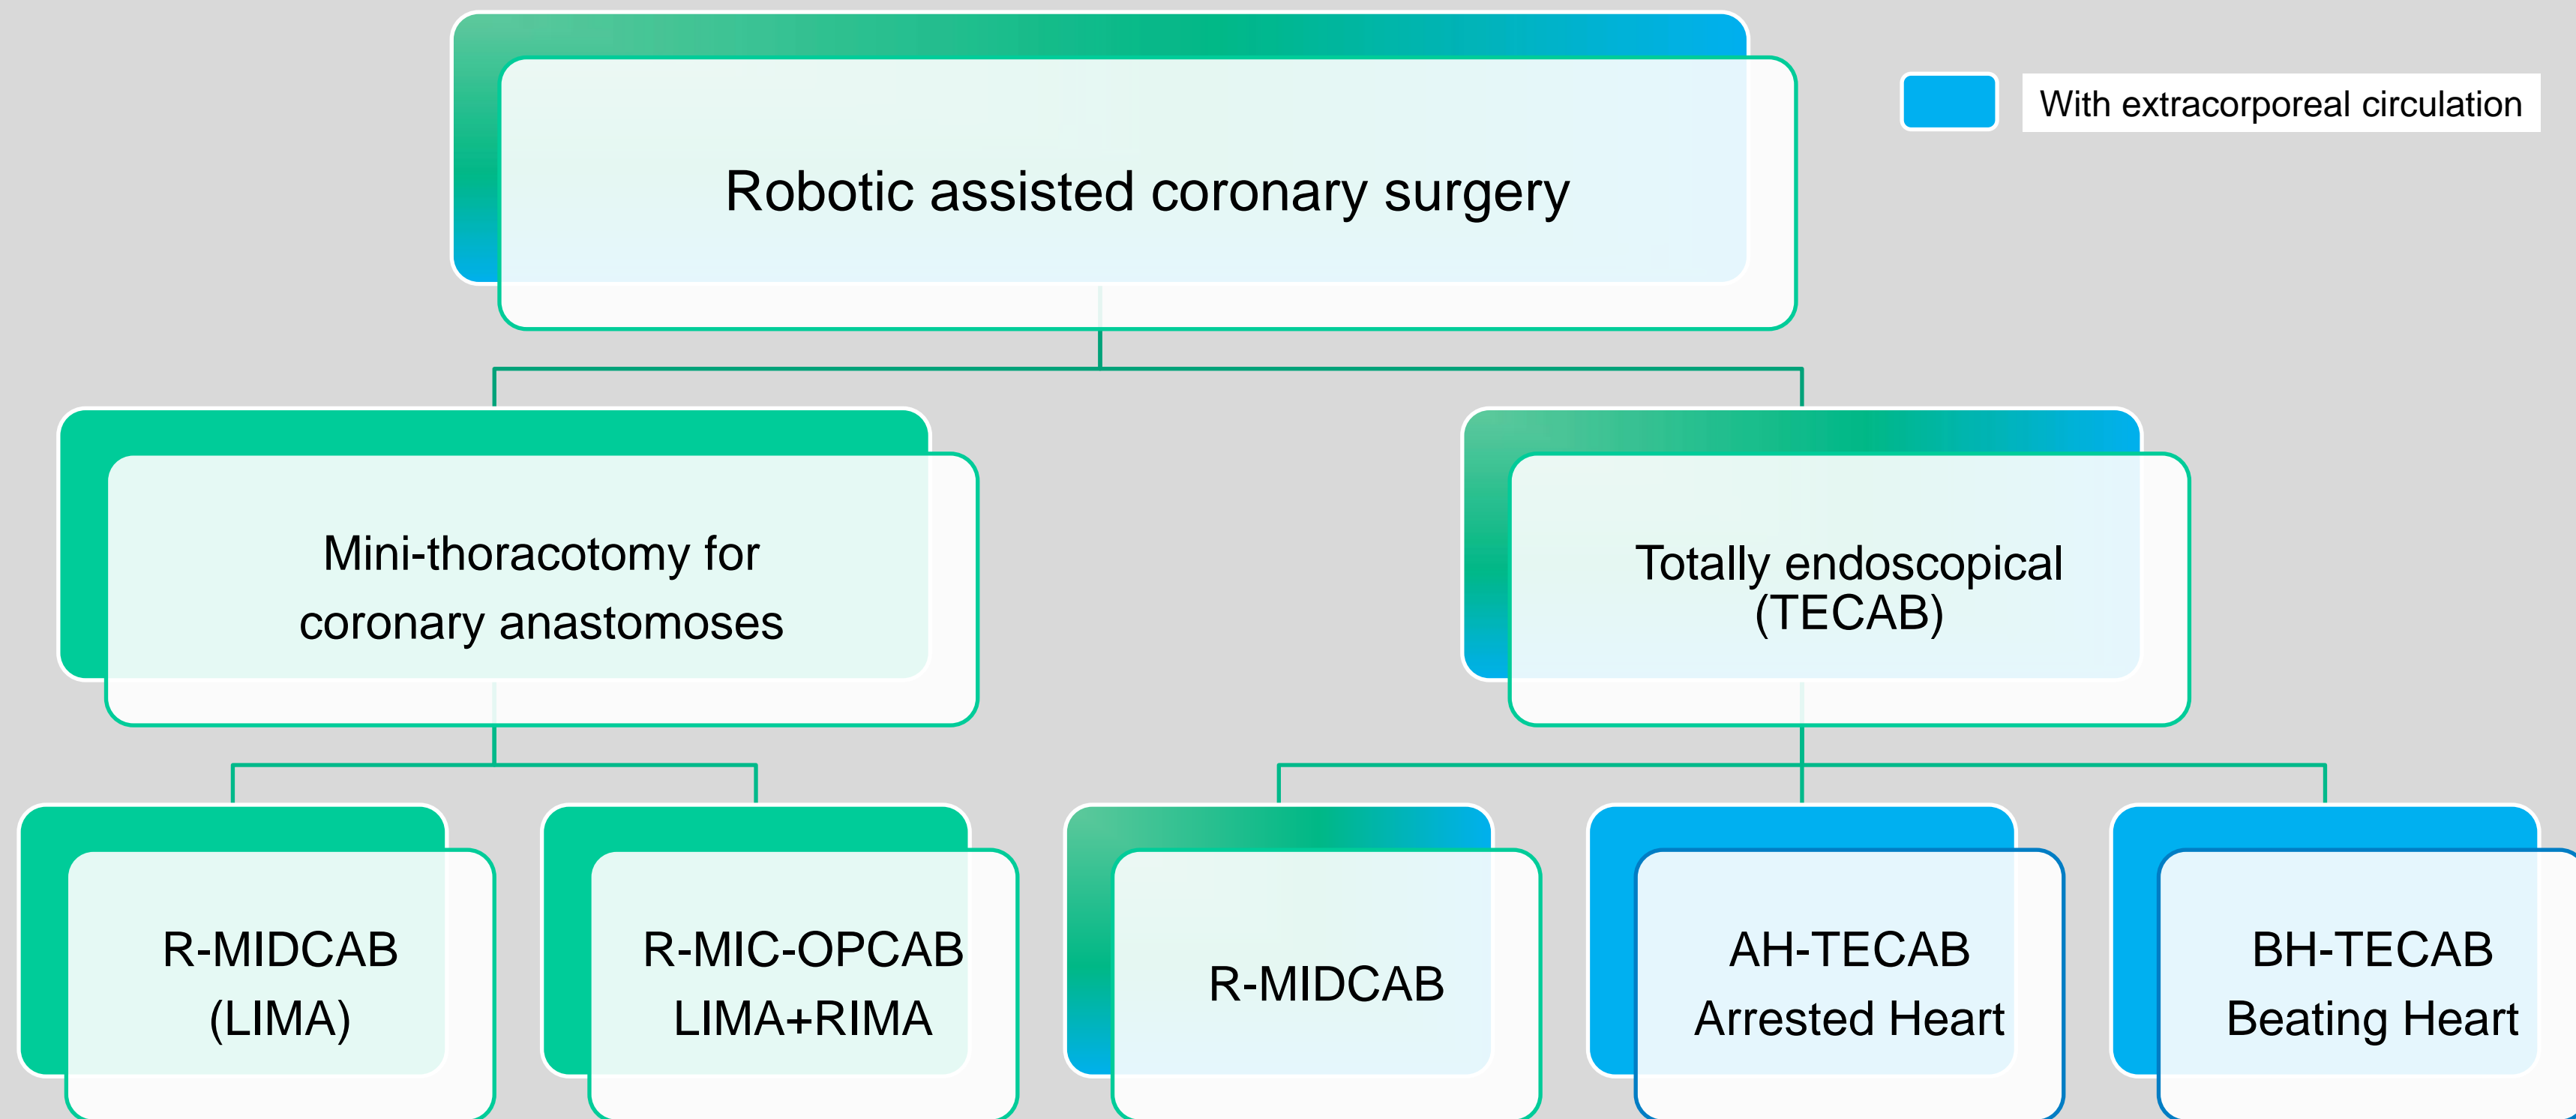 Robotic assisted coronary surgery
With extracorporeal circulation
Mini-thoracotomy for
coronary anastomoses
Totally endoscopical
(TECAB)
R-MIDCAB
(LIMA)
R-MIC-OPCAB
LIMA+RIMA
R-MIDCAB
AH-TECAB
Arrested Heart
BH-TECAB
Beating Heart